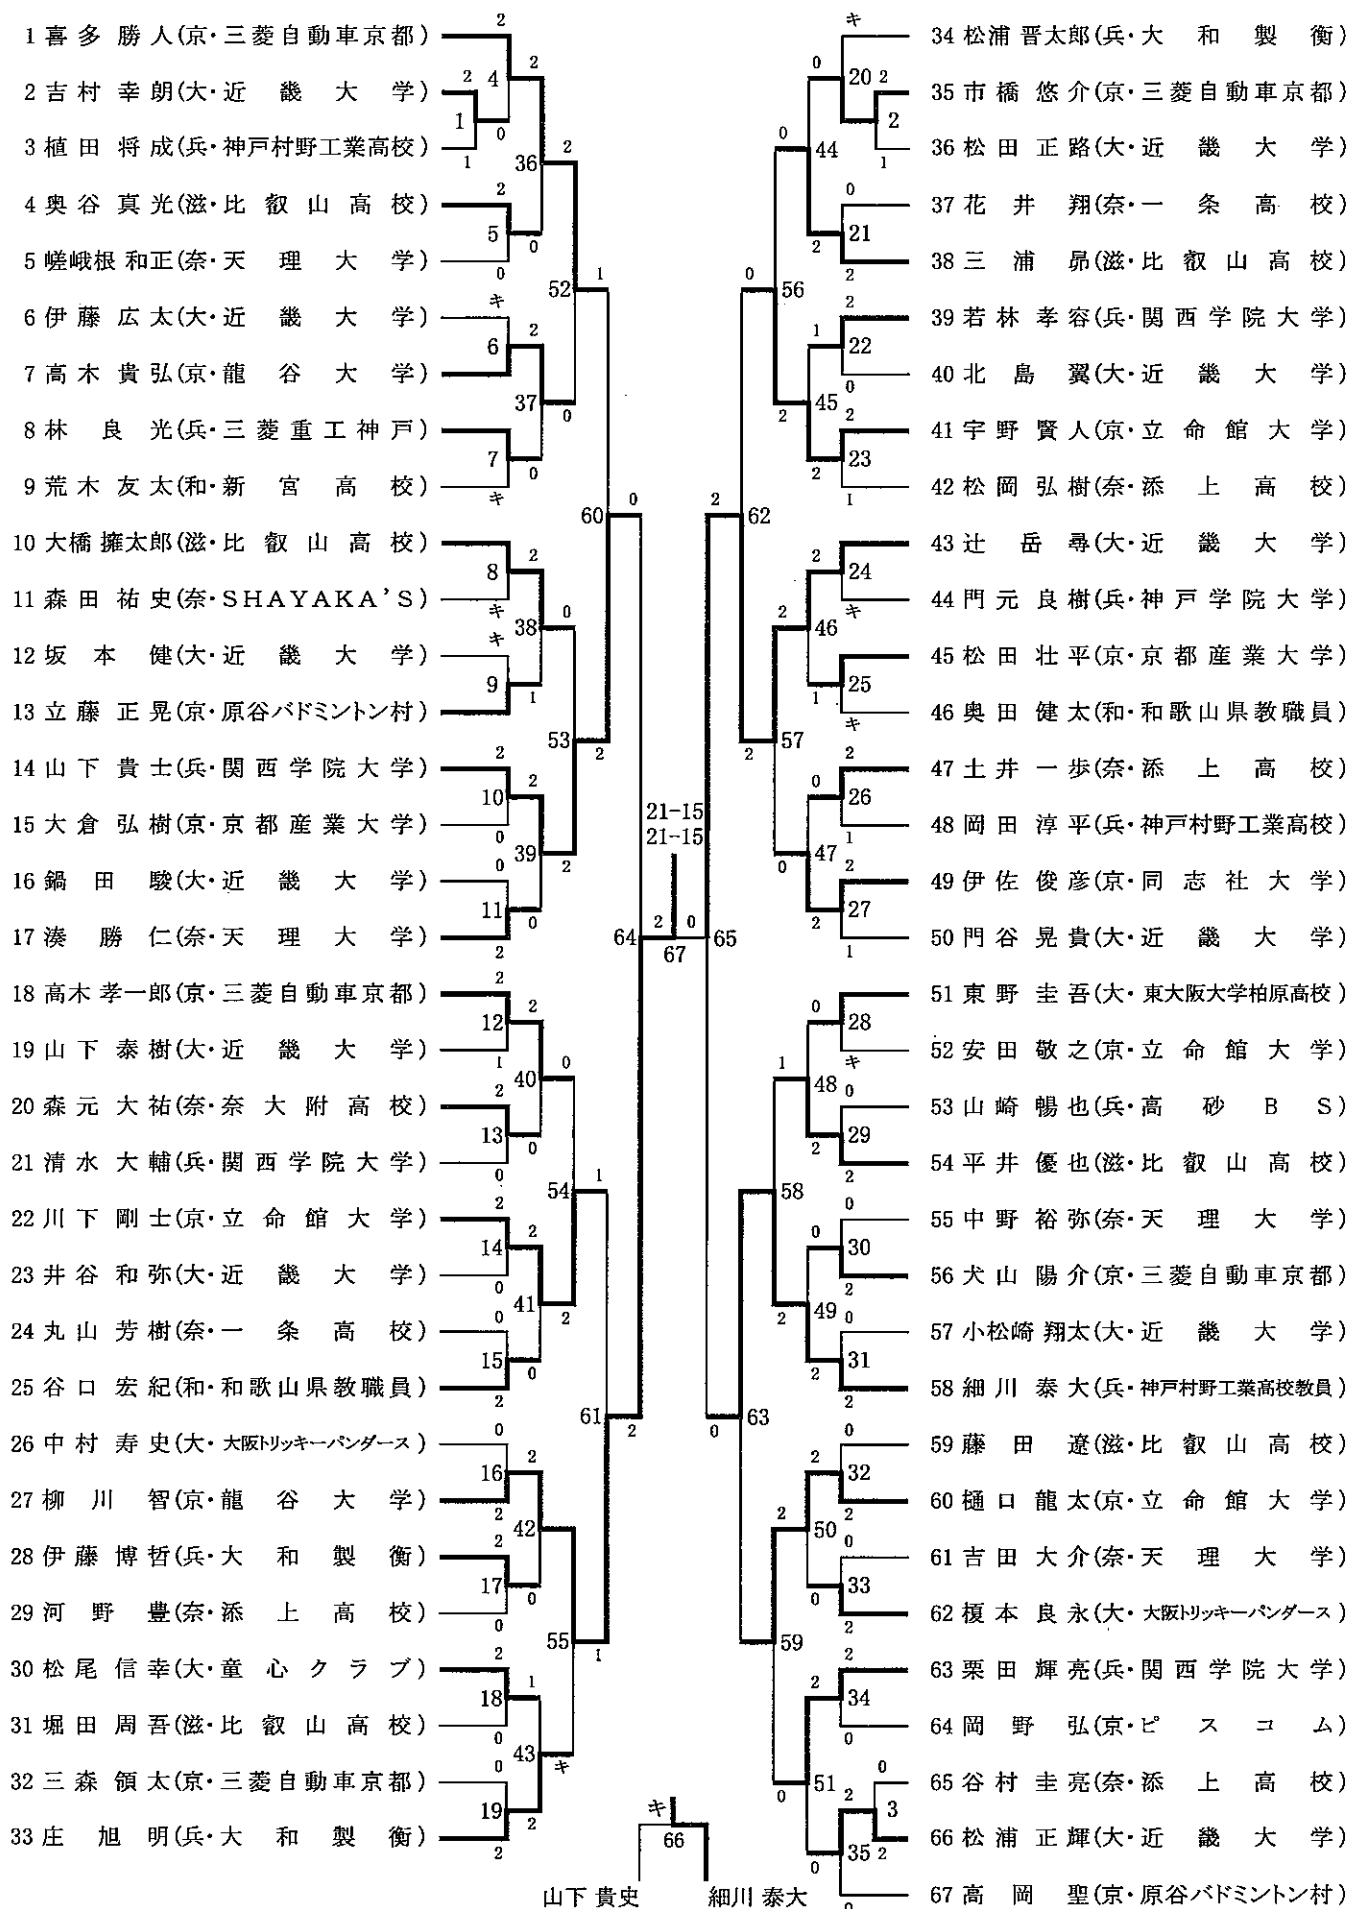 1 喜多 勝人(京・三菱自動車京都)
2 吉村 幸朗(大・近畿大学)
3 植田 将成(兵・神戸村野工業高校)
4 奥谷 真光(滋・比叡山高校)
5 嵯峨根 和正(奈・天理大学)
6 伊藤 広太(大・近畿大学)
7 高木 貴弘(京・龍谷大学)
8 林 良光(兵・三菱重工神戸)
9 荒木 友太(和・新宮高校)
10 大橋 擁太郎(滋・比叡山高校)
11 森田 祐史(奈・SHAYAKA'S)
12 坂本 健(大・近畿大学)
13 立藤 正晃(京・原谷バドミントン村)
14 山下 貴士(兵・関西学院大学)
15 大倉 弘樹(京・京都産業大学)
16 鍋田 駿(大・近畿大学)
17 湊 勝仁(奈・天理大学)
18 高木 孝一郎(京・三菱自動車京都)
19 山下 泰樹(大・近畿大学)
20 森元 大祐(奈・奈大附高校)
21 清水 大輔(兵・関西学院大学)
22 川下 剛士(京・立命館大学)
23 井谷 和弥(大・近畿大学)
24 丸山 芳樹(奈・一条高校)
25 谷口 宏紀(和・和歌山県教職員)
26 中村 寿史(大・大阪トリッキーパンダース)
27 柳川 智(京・龍谷大学)
28 伊藤 博哲(兵・大和製衡)
29 河野 豊(奈・添上高校)
30 松尾 信幸(大・童心クラブ)
31 堀田 周吾(滋・比叡山高校)
32 三森 領太(京・三菱自動車京都)
33 庄 旭明(兵・大和製衡)
21-15
21-15
2 0
67
キ
66
山下 貴史 細川 泰大
34 松浦 晋太郎(兵・大和製衡)
35 市橋 悠介(京・三菱自動車京都)
36 松田 正路(大・近畿大学)
37 花井 翔(奈・一条高校)
38 三浦 昴(滋・比叡山高校)
39 若林 孝容(兵・関西学院大学)
40 北島 翼(大・近畿大学)
41 宇野 賢人(京・立命館大学)
42 松岡 弘樹(奈・添上高校)
43 辻 岳尋(大・近畿大学)
44 門元 良樹(兵・神戸学院大学)
45 松田 壮平(京・京都産業大学)
46 奥田 健太(和・和歌山県教職員)
47 土井 一歩(奈・添上高校)
48 岡田 淳平(兵・神戸村野工業高校)
49 伊佐 俊彦(京・同志社大学)
50 門谷 晃貴(大・近畿大学)
51 東野 圭吾(大・東大阪大学柏原高校)
52 安田 敬之(京・立命館大学)
53 山崎 暢也(兵・高砂BS)
54 平井 優也(滋・比叡山高校)
55 中野 裕弥(奈・天理大学)
56 犬山 陽介(京・三菱自動車京都)
57 小松崎 翔太(大・近畿大学)
58 細川 泰大(兵・神戸村野工業高校教員)
59 藤田 遼(滋・比叡山高校)
60 樋口 龍太(京・立命館大学)
61 吉田 大介(奈・天理大学)
62 榎本 良永(大・大阪トリッキーパンダース)
63 栗田 輝亮(兵・関西学院大学)
64 岡野 弘(京・ピスコム)
65 谷村 圭亮(奈・添上高校)
66 松浦 正輝(大・近畿大学)
67 高岡 聖(京・原谷バドミントン村)